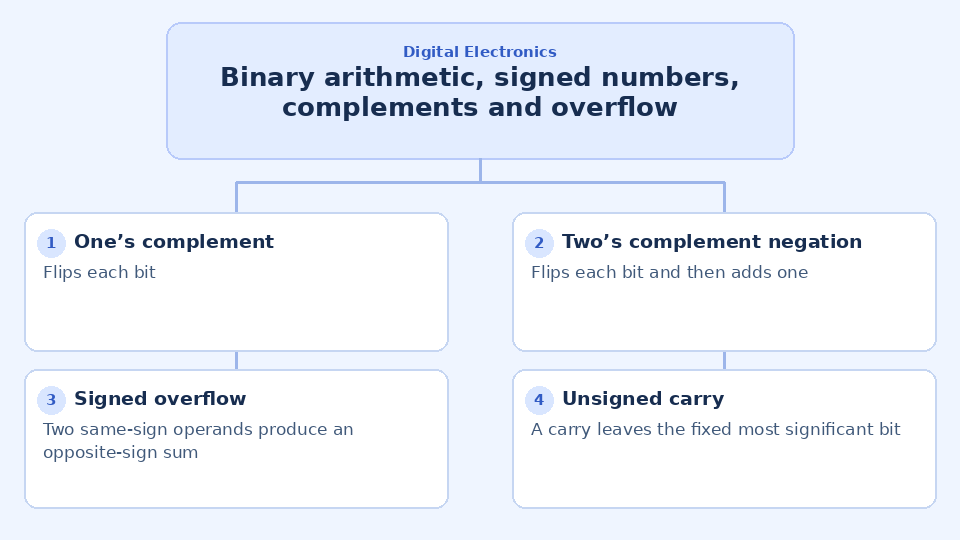 Digital Electronics
Binary arithmetic, signed numbers,
complements and overflow
1 One’s complement
Flips each bit
2 Two’s complement negation
Flips each bit and then adds one
3 Signed overflow
Two same-sign operands produce an
opposite-sign sum
4 Unsigned carry
A carry leaves the fixed most significant bit